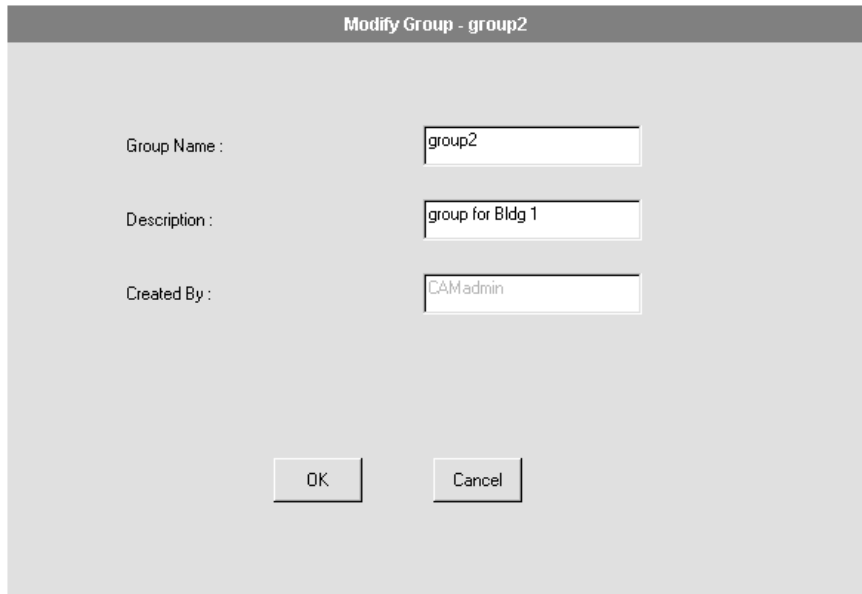 Modify Group - group2
Group Name : group2
Description : group for Bldg 1
Created By : CAMadmin
OK Cancel